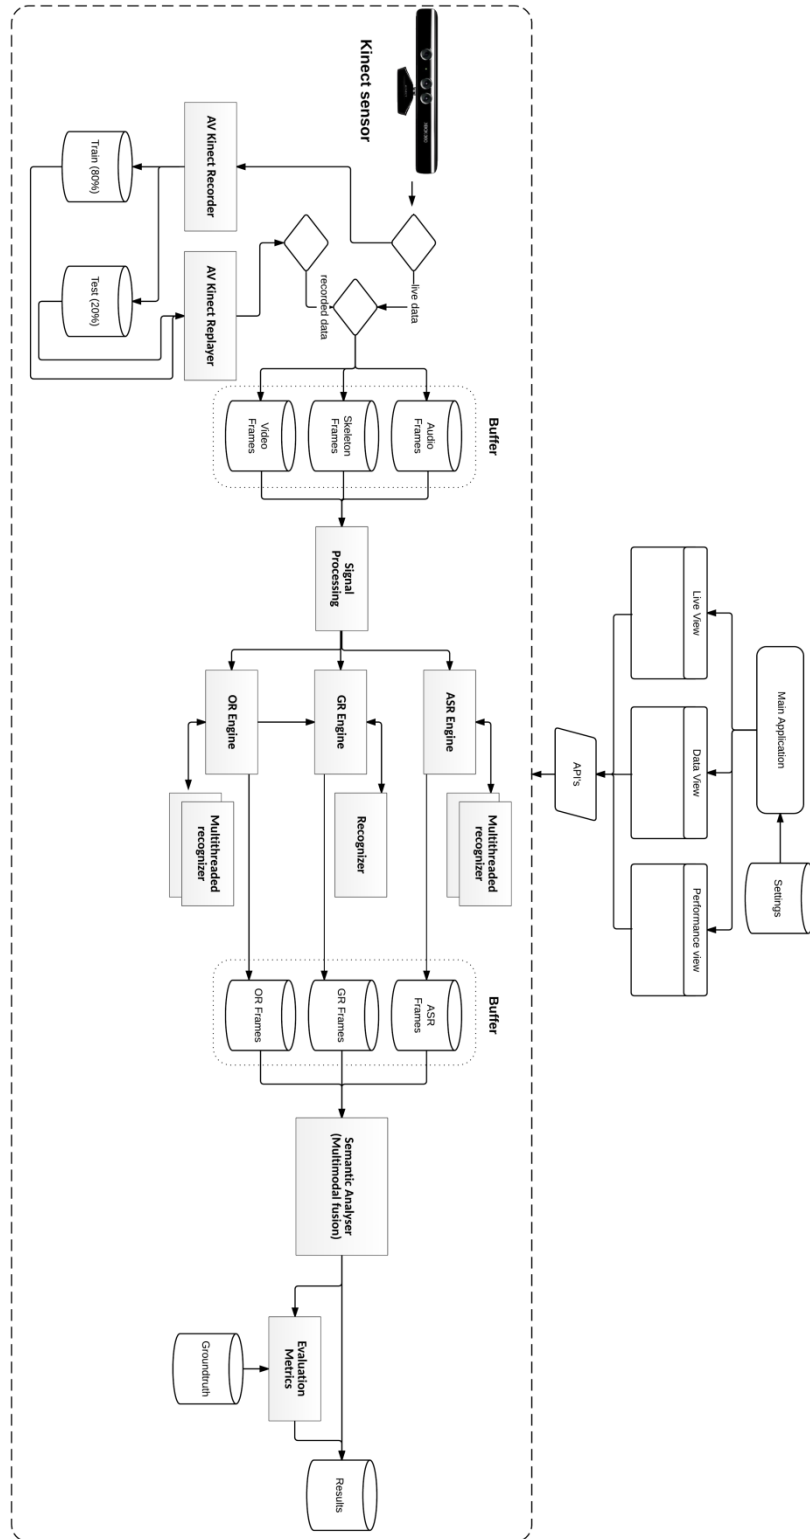 Main Application
Settings
Live View
Data View
Performance view
API's
Kinect sensor
XBOX 360
live data
recorded data
AV Kinect Recorder
AV Kinect Replayer
Train (80%)
Test (20%)
Buffer
Audio
Frames
Skeleton
Frames
Video
Frames
Signal
Processing
ASR Engine
GR Engine
OR Engine
Multithreaded
recognizer
Recognizer
Multithreaded
recognizer
Buffer
ASR
Frames
GR Frames
OR Frames
Semantic Analyser
(Multimodal fusion)
Evaluation
Metrics
Groundtruth
Results